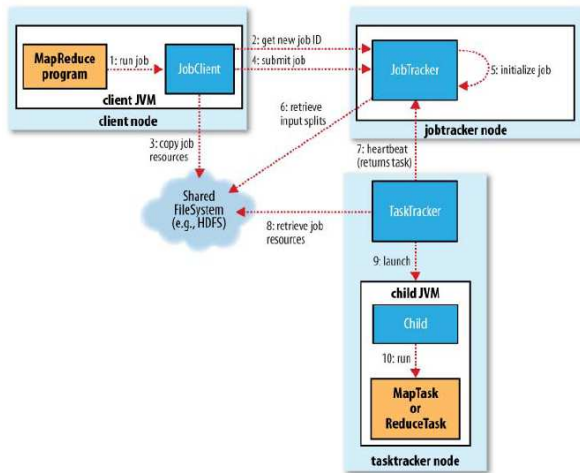 MapReduce
program
1: run job
JobClient
client JVM
client node
2: get new job ID
4: submit job
JobTracker
5: initialize job
jobtracker node
3: copy job
resources
6: retrieve
input splits
7: heartbeat
(returns task)
Shared
FileSystem
(e.g., HDFS)
8: retrieve job
resources
TaskTracker
9: launch
child JVM
Child
10: run
MapTask
or
ReduceTask
tasktracker node